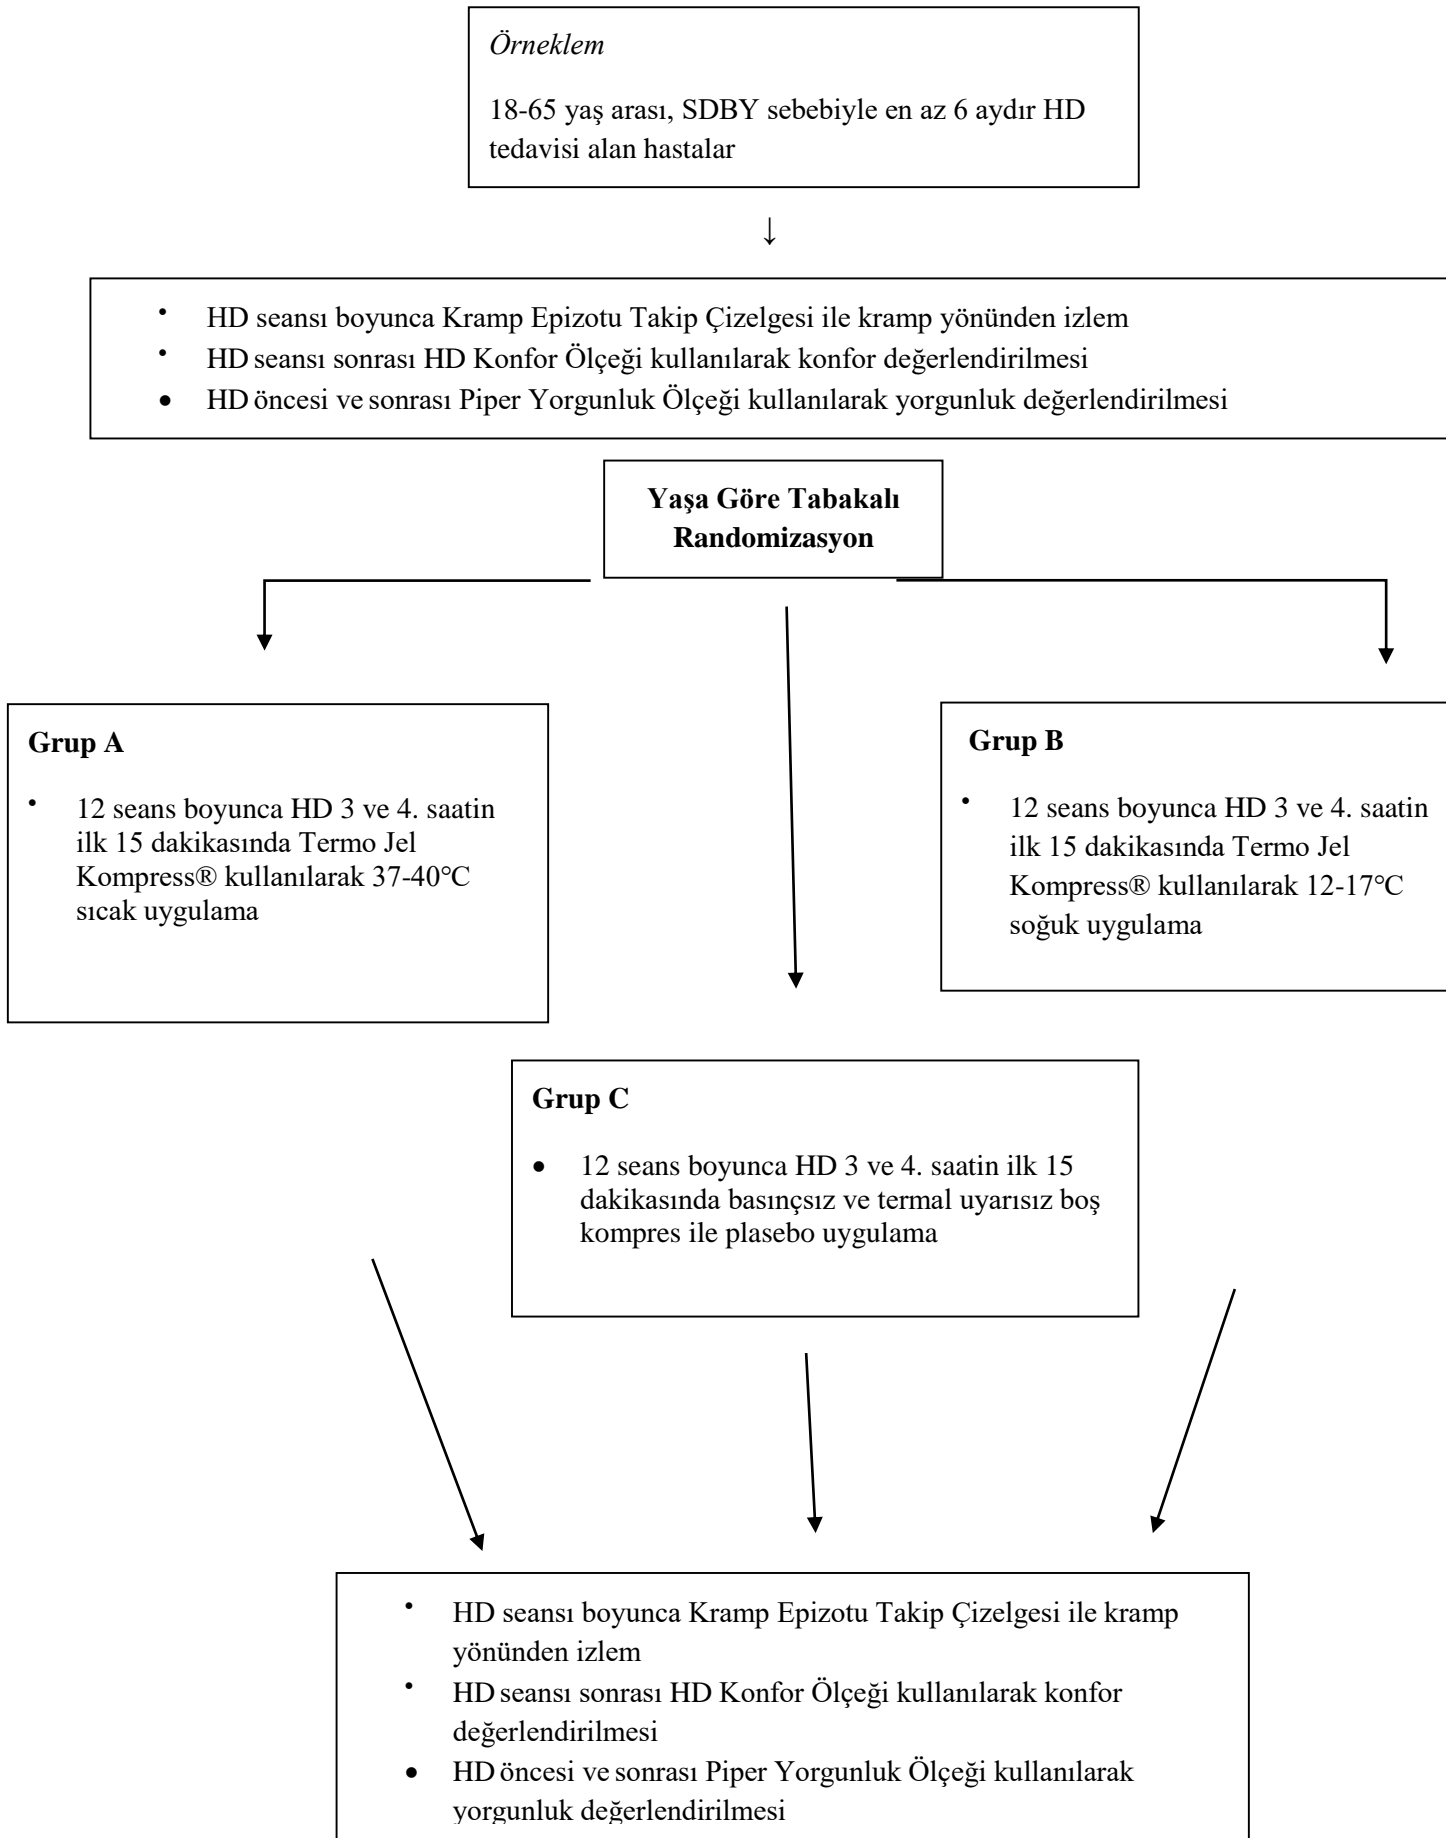 Örneklem
18-65 yaş arası, SDBY sebebiyle en az 6 aydır HD
tedavisi alan hastalar
↓
• HD seansı boyunca Kramp Epizotu Takip Çizelgesi ile kramp yönünden izlem
• HD seansı sonrası HD Konfor Ölçeği kullanılarak konfor değerlendirilmesi
• HD öncesi ve sonrası Piper Yorgunluk Ölçeği kullanılarak yorgunluk değerlendirilmesi
Yaşa Göre Tabakalı
Randomizasyon
Grup A
• 12 seans boyunca HD 3 ve 4. saatin
ilk 15 dakikasında Termo Jel
Kompress® kullanılarak 37-40°C
sıcak uygulama
Grup B
• 12 seans boyunca HD 3 ve 4. saatin
ilk 15 dakikasında Termo Jel
Kompress® kullanılarak 12-17°C
soğuk uygulama
Grup C
• 12 seans boyunca HD 3 ve 4. saatin ilk 15
dakikasında basınçsız ve termal uyarısız boş
kompres ile plasebo uygulama
• HD seansı boyunca Kramp Epizotu Takip Çizelgesi ile kramp
yönünden izlem
• HD seansı sonrası HD Konfor Ölçeği kullanılarak konfor
değerlendirilmesi
• HD öncesi ve sonrası Piper Yorgunluk Ölçeği kullanılarak
yorgunluk değerlendirilmesi